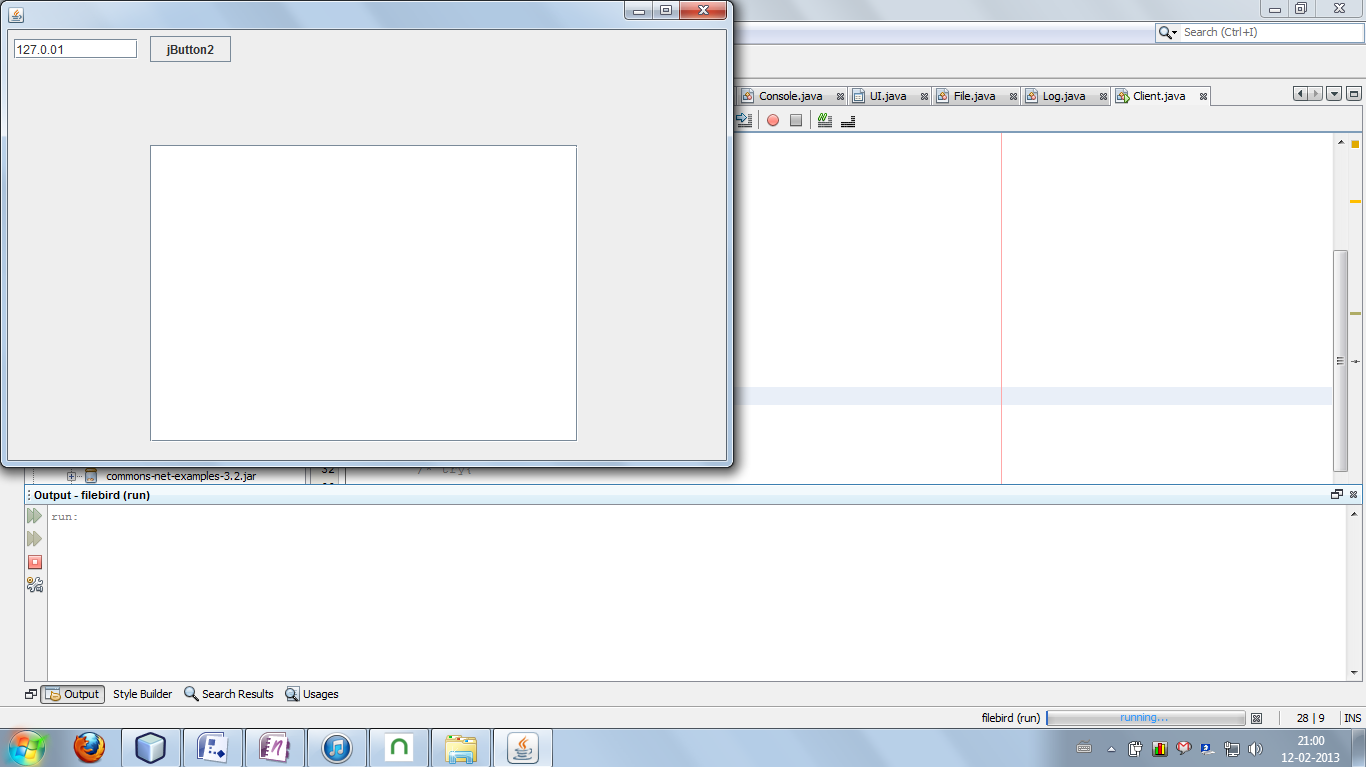 127.0.01
jButton2
Search (Ctrl+I)
Console.java
UI.java
File.java
Log.java
Client.java
commons-net-examples-3.2.jar
32
/* try{
Output - filebird (run)
run:
Output
Style Builder
Search Results
Usages
filebird (run)
running...
28 | 9
INS
21:00
12-02-2013